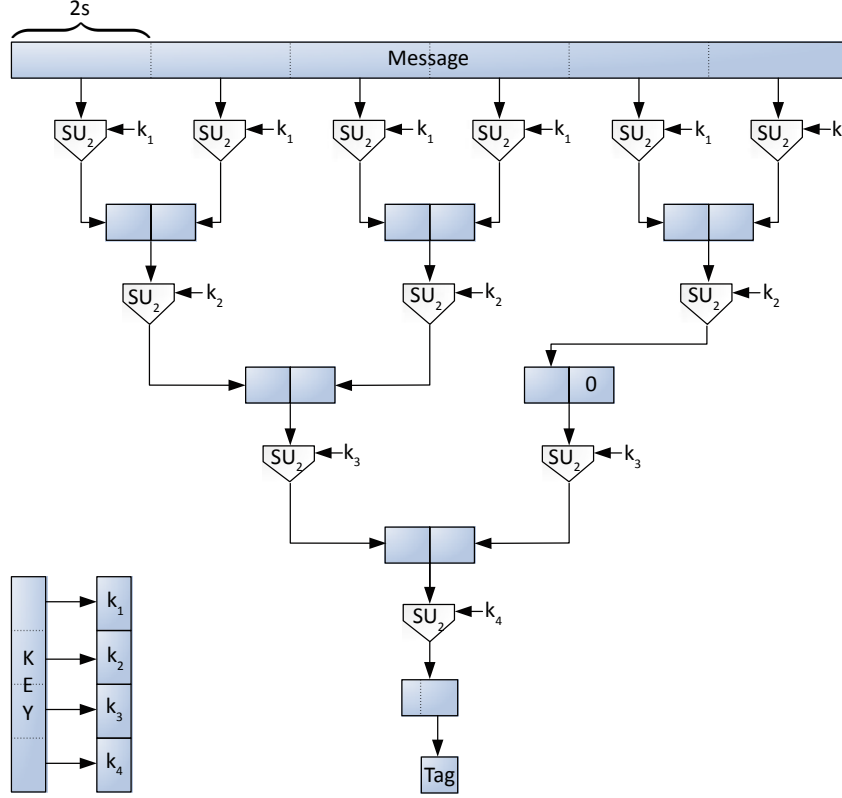 2s
Message
SU₂ k₁ SU₂ k₁ SU₂ k₁ SU₂ k₁ SU₂ k₁ SU₂ k
SU₂ k₂ SU₂ k₂ SU₂ k₂
0
SU₂ k₃ SU₂ k₃
SU₂ k₄
Tag
K
E
Y
k₁
k₂
k₃
k₄